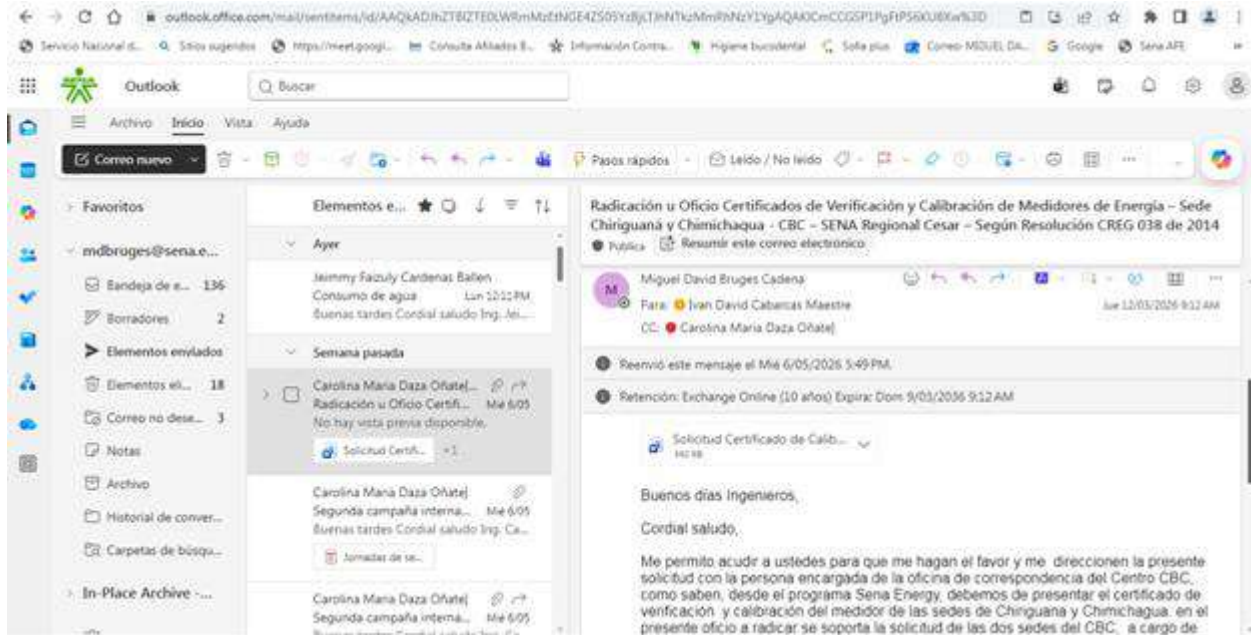 outlook.office.com/mail/sentitems/id/
Servicio Nacional d...
Sitios sugeridos
https://meet.googl...
Consulta Afiliados B...
Información Contra...
Higiene bucodental
Sofia plus
Correo MIGUEL DA...
Google
Sena AFE
Outlook
Buscar
Archivo Inicio Vista Ayuda
Correo nuevo
Pasos rápidos
Leído / No leído
Favoritos
mdbruges@sena.e...
Bandeja de e... 136
Borradores 2
Elementos enviados
Elementos eli... 18
Correo no dese... 3
Notas
Archivo
Historial de conver...
Carpetas de búsqu...
In-Place Archive -...
Elementos e...
Ayer
Jeimmy Faizuly Cardenas Ballen
Consumo de agua Lun 12:11 PM
Buenas tardes Cordial saludo Ing. Jei...
Semana pasada
Carolina Maria Daza Oñate|...
Radicación u Oficio Certifi... Mié 6/05
No hay vista previa disponible.
Solicitud Certifi... +1
Carolina Maria Daza Oñate|
Segunda campaña interna... Mié 6/05
Buenas tardes Cordial saludo Ing. Ca...
Jornadas de se...
Carolina Maria Daza Oñate|
Segunda campaña interna... Mié 6/05
Buenas tardes Cordial saludo Ing. Ca...
Radicación u Oficio Certificados de Verificación y Calibración de Medidores de Energía – Sede
Chiriguaná y Chimichagua - CBC – SENA Regional Cesar – Según Resolución CREG 038 de 2014
Publica Resumir este correo electrónico
M
Miguel David Bruges Cadena
Para: Ivan David Cabarcas Maestre
Jue 12/03/2026 9:12 AM
CC: Carolina Maria Daza Oñate|
Reenvió este mensaje el Mié 6/05/2026 5:49 PM.
Retención: Exchange Online (10 años) Expira: Dom 9/03/2036 9:12 AM
Solicitud Certificado de Calib...
Buenos días Ingenieros,
Cordial saludo,
Me permito acudir a ustedes para que me hagan el favor y me direccionen la presente
solicitud con la persona encargada de la oficina de correspondencia del Centro CBC,
como saben, desde el programa Sena Energy, debemos de presentar el certificado de
verificación y calibración del medidor de las sedes de Chiriguana y Chimichagua. en el
presente oficio a radicar se soporta la solicitud de las dos sedes del CBC, a cargo de